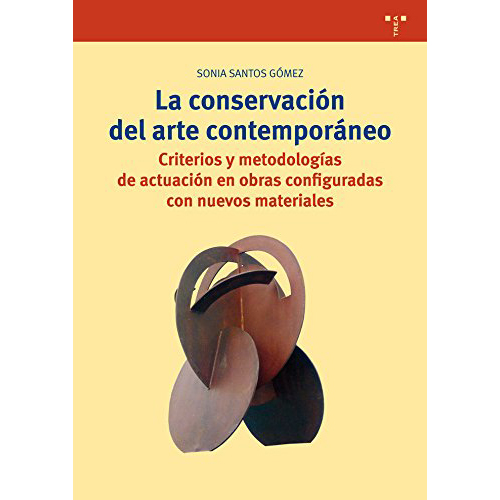 TREA
SONIA SANTOS GÓMEZ
La conservación
del arte contemporáneo
Criterios y metodologías
de actuación en obras configuradas
con nuevos materiales